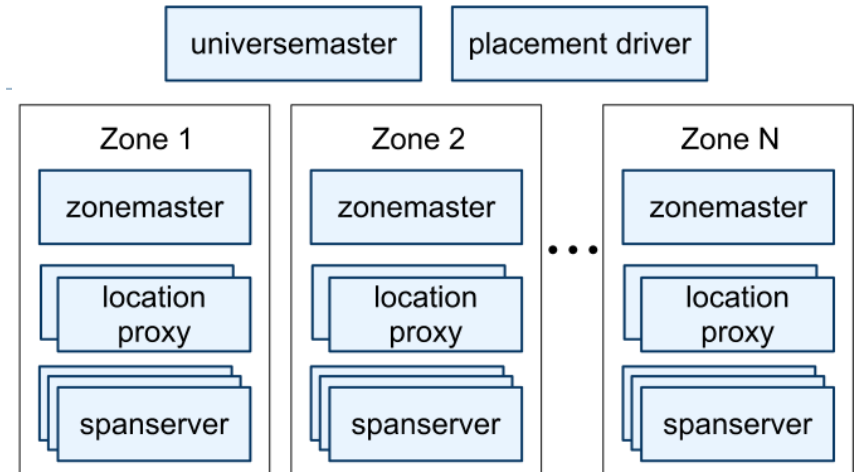 universemaster
placement driver
Zone 1
zonemaster
location
proxy
spanserver
Zone 2
zonemaster
location
proxy
spanserver
...
Zone N
zonemaster
location
proxy
spanserver